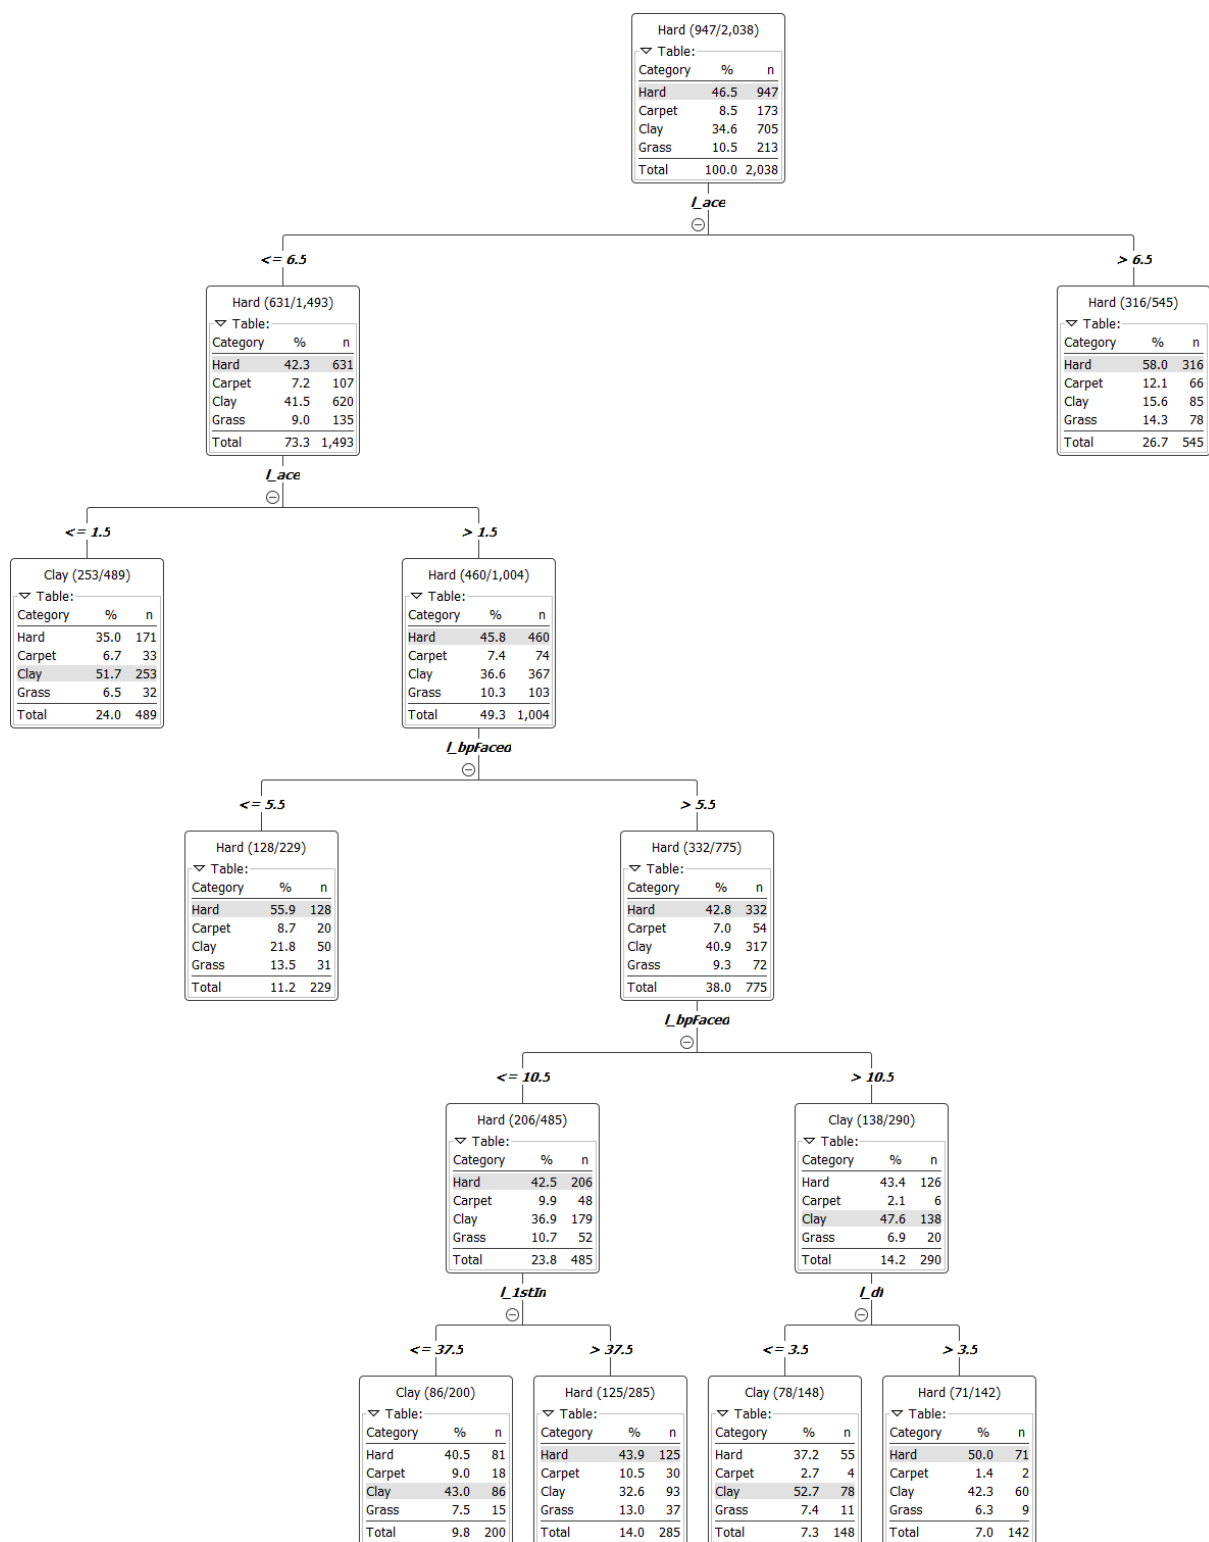 Hard (947/2,038)
Table:
Category % n
Hard 46.5 947
Carpet 8.5 173
Clay 34.6 705
Grass 10.5 213
Total 100.0 2,038
l_ace
<= 6.5
> 6.5
Hard (631/1,493)
Table:
Category % n
Hard 42.3 631
Carpet 7.2 107
Clay 41.5 620
Grass 9.0 135
Total 73.3 1,493
Hard (316/545)
Table:
Category % n
Hard 58.0 316
Carpet 12.1 66
Clay 15.6 85
Grass 14.3 78
Total 26.7 545
l_ace
<= 1.5
> 1.5
Clay (253/489)
Table:
Category % n
Hard 35.0 171
Carpet 6.7 33
Clay 51.7 253
Grass 6.5 32
Total 24.0 489
Hard (460/1,004)
Table:
Category % n
Hard 45.8 460
Carpet 7.4 74
Clay 36.6 367
Grass 10.3 103
Total 49.3 1,004
l_bpFaced
<= 5.5
> 5.5
Hard (128/229)
Table:
Category % n
Hard 55.9 128
Carpet 8.7 20
Clay 21.8 50
Grass 13.5 31
Total 11.2 229
Hard (332/775)
Table:
Category % n
Hard 42.8 332
Carpet 7.0 54
Clay 40.9 317
Grass 9.3 72
Total 38.0 775
l_bpFaced
<= 10.5
> 10.5
Hard (206/485)
Table:
Category % n
Hard 42.5 206
Carpet 9.9 48
Clay 36.9 179
Grass 10.7 52
Total 23.8 485
Clay (138/290)
Table:
Category % n
Hard 43.4 126
Carpet 2.1 6
Clay 47.6 138
Grass 6.9 20
Total 14.2 290
l_1stIn
l_df
<= 37.5
> 37.5
<= 3.5
> 3.5
Clay (86/200)
Table:
Category % n
Hard 40.5 81
Carpet 9.0 18
Clay 43.0 86
Grass 7.5 15
Total 9.8 200
Hard (125/285)
Table:
Category % n
Hard 43.9 125
Carpet 10.5 30
Clay 32.6 93
Grass 13.0 37
Total 14.0 285
Clay (78/148)
Table:
Category % n
Hard 37.2 55
Carpet 2.7 4
Clay 52.7 78
Grass 7.4 11
Total 7.3 148
Hard (71/142)
Table:
Category % n
Hard 50.0 71
Carpet 1.4 2
Clay 42.3 60
Grass 6.3 9
Total 7.0 142